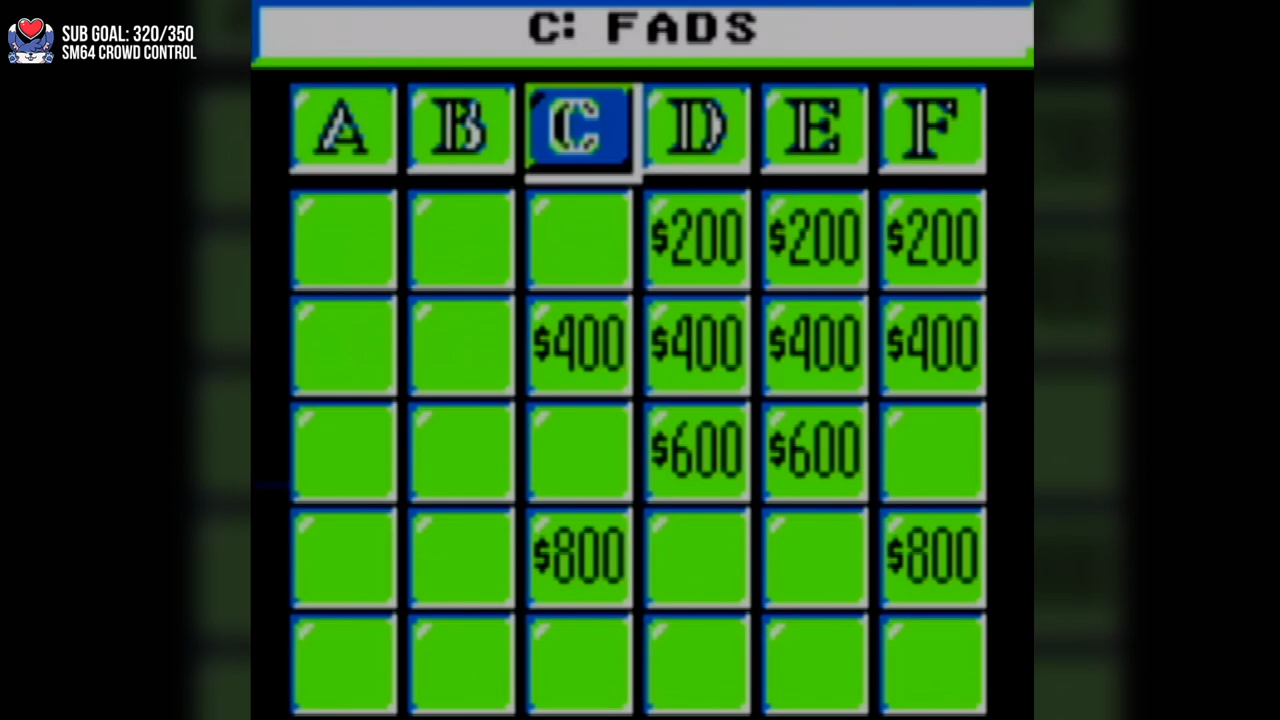 SUB GOAL: 320/350
SM64 CROWD CONTROL
C: FADS
A B C D E F
$200 $200 $200
$400 $400 $400 $400
$600 $600
$800 $800